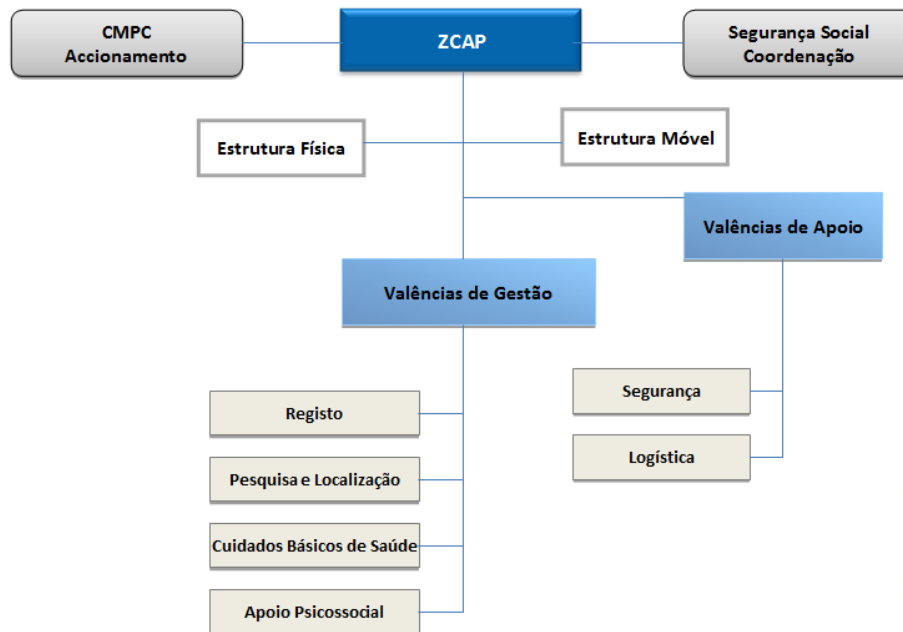 CMPC
Accionamento
ZCAP
Segurança Social
Coordenação
Estrutura Física
Estrutura Móvel
Valências de Apoio
Valências de Gestão
Segurança
Registo
Logística
Pesquisa e Localização
Cuidados Básicos de Saúde
Apoio Psicossocial